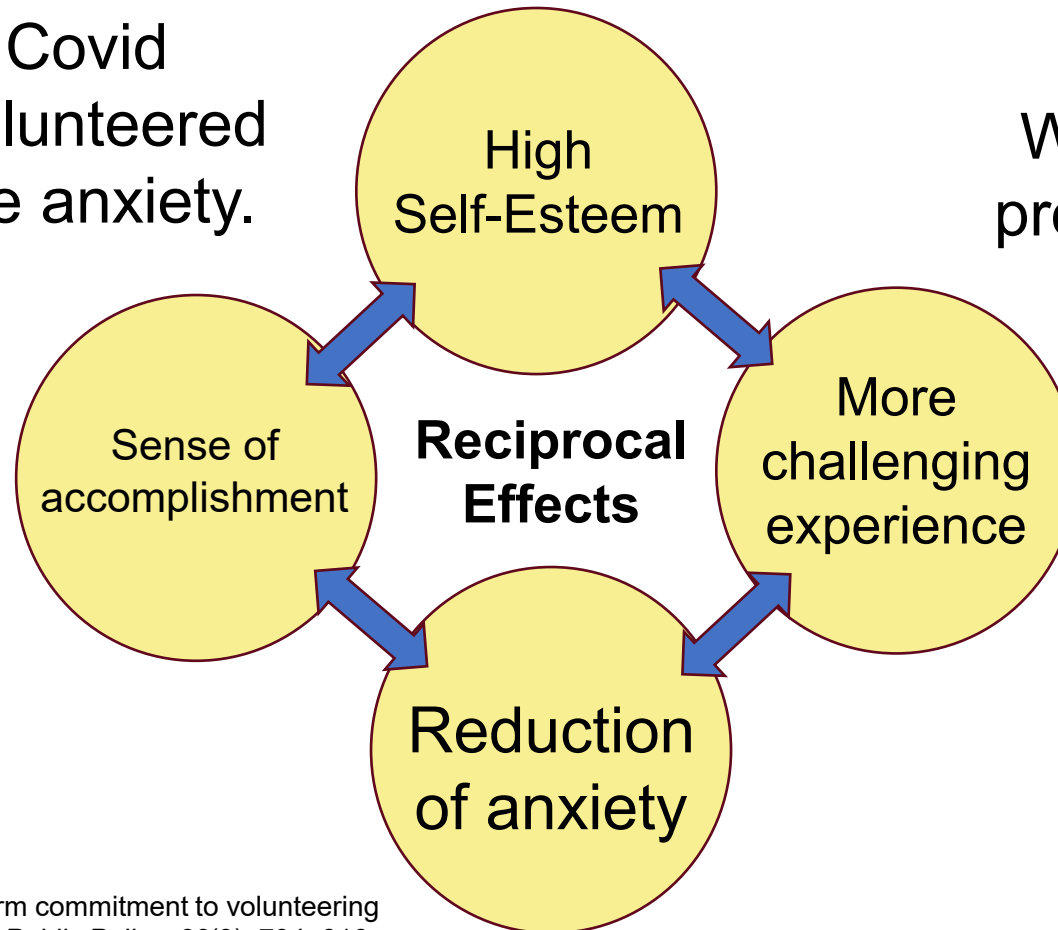 Covid
lunteered
e anxiety.
High
Self-Esteem
W
pro
Sense of
accomplishment
Reciprocal
Effects
More
challenging
experience
Reduction
of anxiety
rm commitment to volunteering